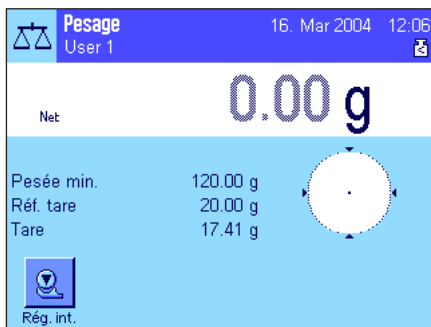 Pesage 16. Mar 2004 12:06
User 1
Net 0.00 g
Pesée min. 120.00 g
Réf. tare 20.00 g
Tare 17.41 g
Rég. int.